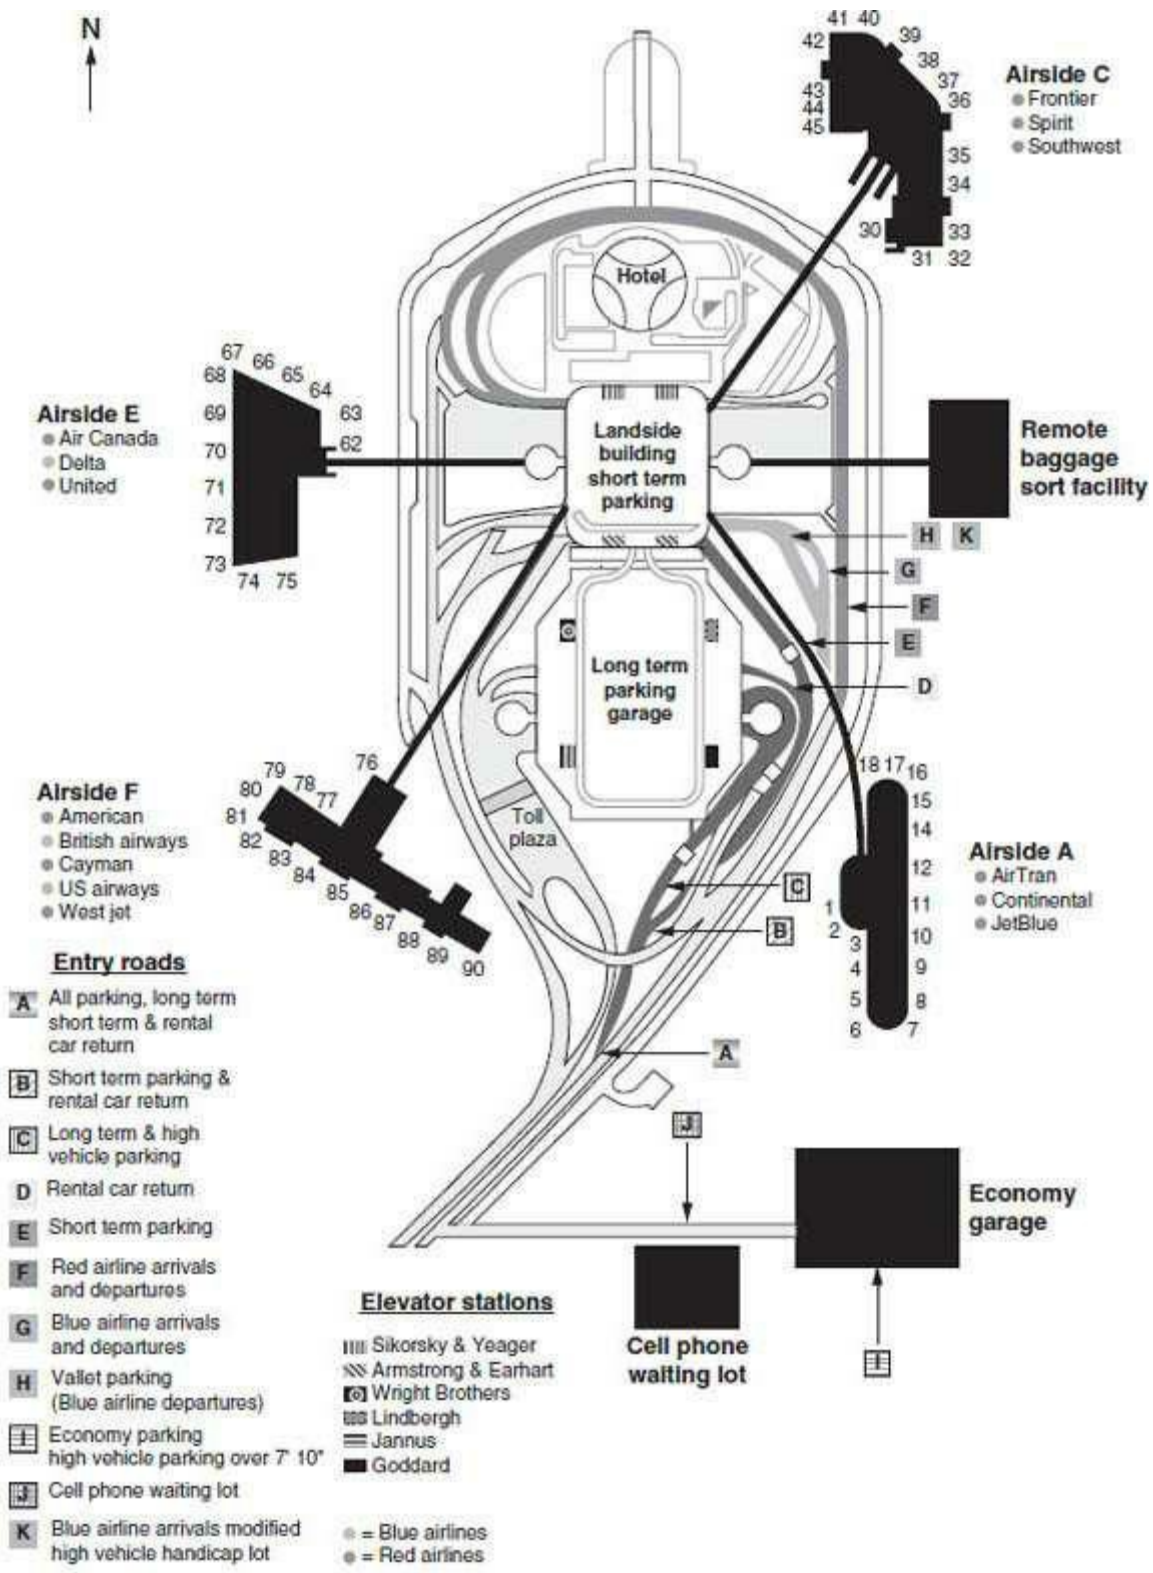 N
41 40
42
39
38
37
36
43
44
45
35
34
30
33
31 32
Airside C
Frontier
Spirit
Southwest
Hotel
67
68
66
65
64
69
63
62
70
71
72
73
74 75
Airside E
Air Canada
Delta
United
Landside
building
short term
parking
Remote
baggage
sort facility
H K
G
F
E
D
Long term
parking
garage
76
79
78
77
80
81
82
83
84
85
86
87
88
89
90
Airside F
American
British airways
Cayman
US airways
West jet
Toll
plaza
18 17 16
15
14
12
11
10
9
8
7
1
2
3
4
5
6
Airside A
AirTran
Continental
JetBlue
C
B
A
J
Economy
garage
Cell phone
waiting lot
I
Entry roads
A All parking, long term
short term & rental
car return
B Short term parking &
rental car return
C Long term & high
vehicle parking
D Rental car return
E Short term parking
F Red airline arrivals
and departures
G Blue airline arrivals
and departures
H Vallet parking
(Blue airline departures)
I Economy parking
high vehicle parking over 7' 10"
J Cell phone waiting lot
K Blue airline arrivals modified
high vehicle handicap lot
Elevator stations
Sikorsky & Yeager
Armstrong & Earhart
Wright Brothers
Lindbergh
Jannus
Goddard
= Blue airlines
= Red airlines